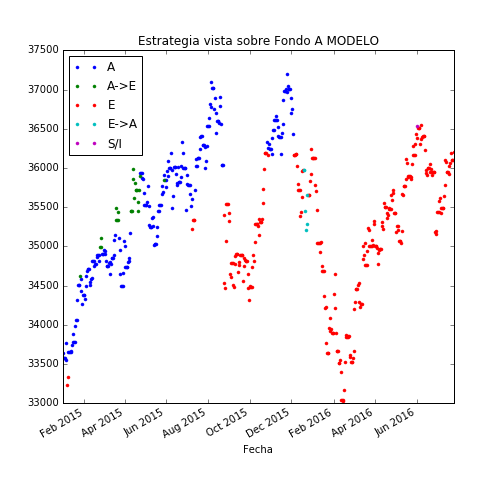 Estrategia vista sobre Fondo A MODELO
37500
37000
36500
36000
35500
35000
34500
34000
33500
33000
A
A->E
E
E->A
S/I
Feb 2015
Apr 2015
Jun 2015
Aug 2015
Oct 2015
Dec 2015
Feb 2016
Apr 2016
Jun 2016
Fecha